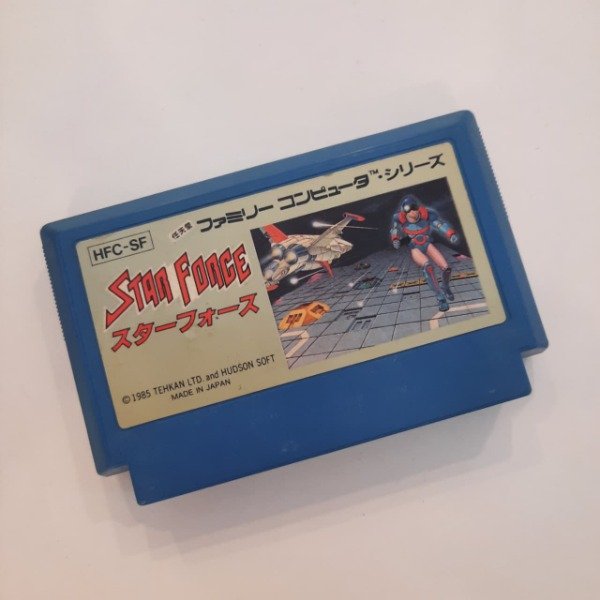 任天堂 ファミリー コンピュータ™・シリーズ
HFC-SF
STAR FORCE
スターフォース
© 1985 TEHKAN LTD. and HUDSON SOFT
MADE IN JAPAN